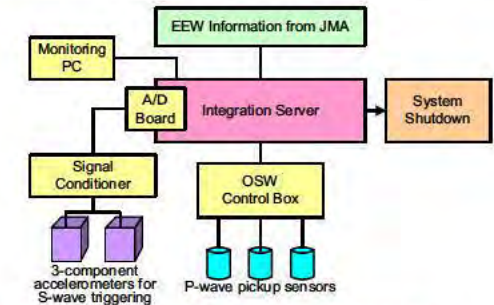 EEW Information from JMA
Monitoring
PC
A/D
Board
Integration Server
System
Shutdown
Signal
Conditioner
OSW
Control Box
3-component
accelerometers for
S-wave triggering
P-wave pickup sensors